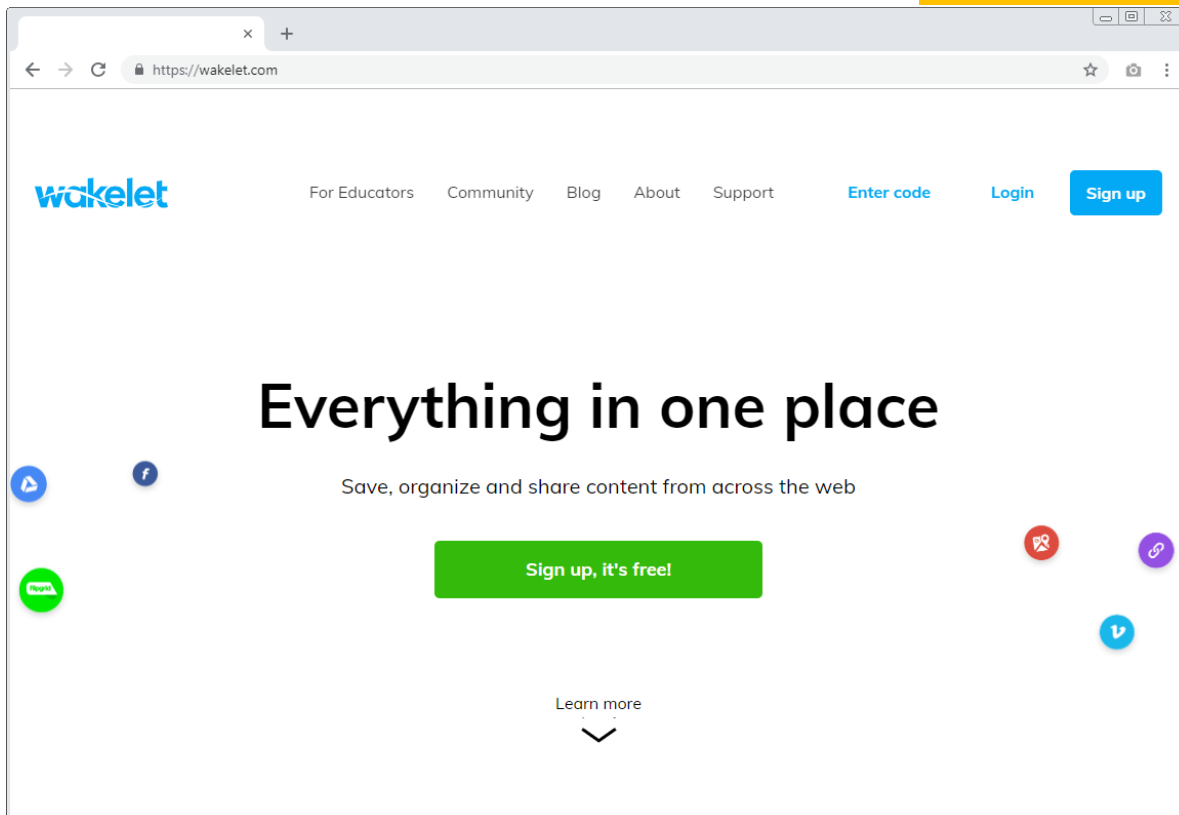 https://wakelet.com
wakelet For Educators Community Blog About Support Enter code Login Sign up
Everything in one place
Save, organize and share content from across the web
Sign up, it's free!
Flipgrid
Learn more